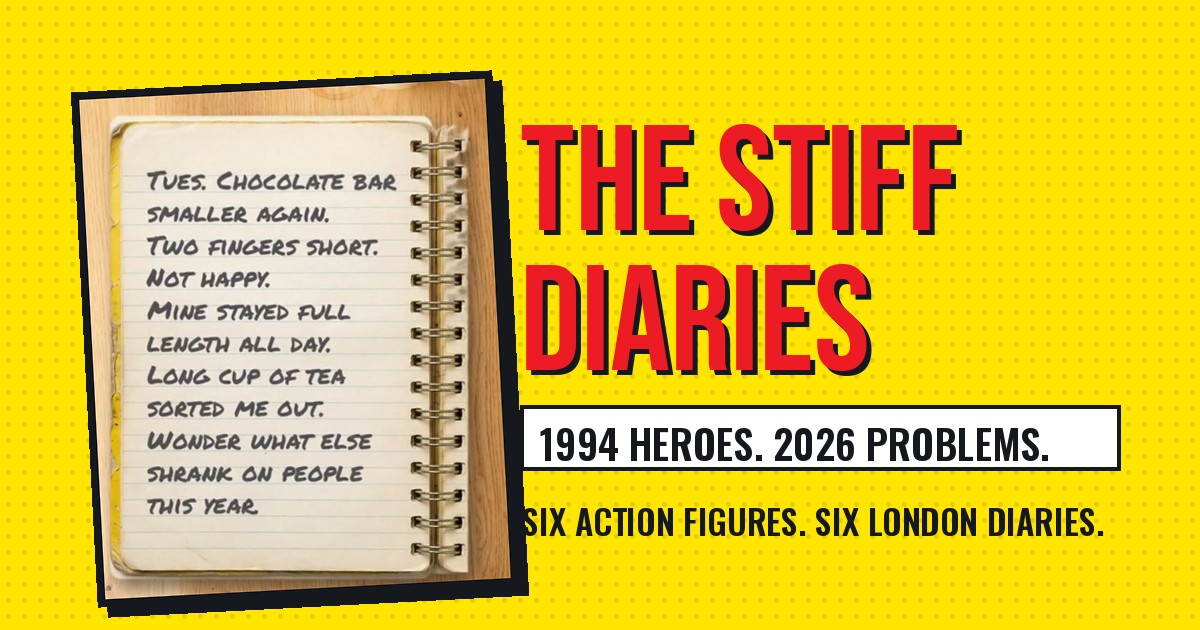 TUES. CHOCOLATE BAR
SMALLER AGAIN.
TWO FINGERS SHORT.
NOT HAPPY.
MINE STAYED FULL
LENGTH ALL DAY.
LONG CUP OF TEA
SORTED ME OUT.
WONDER WHAT ELSE
SHRANK ON PEOPLE
THIS YEAR.
THE STIFF
DIARIES
1994 HEROES. 2026 PROBLEMS.
SIX ACTION FIGURES. SIX LONDON DIARIES.